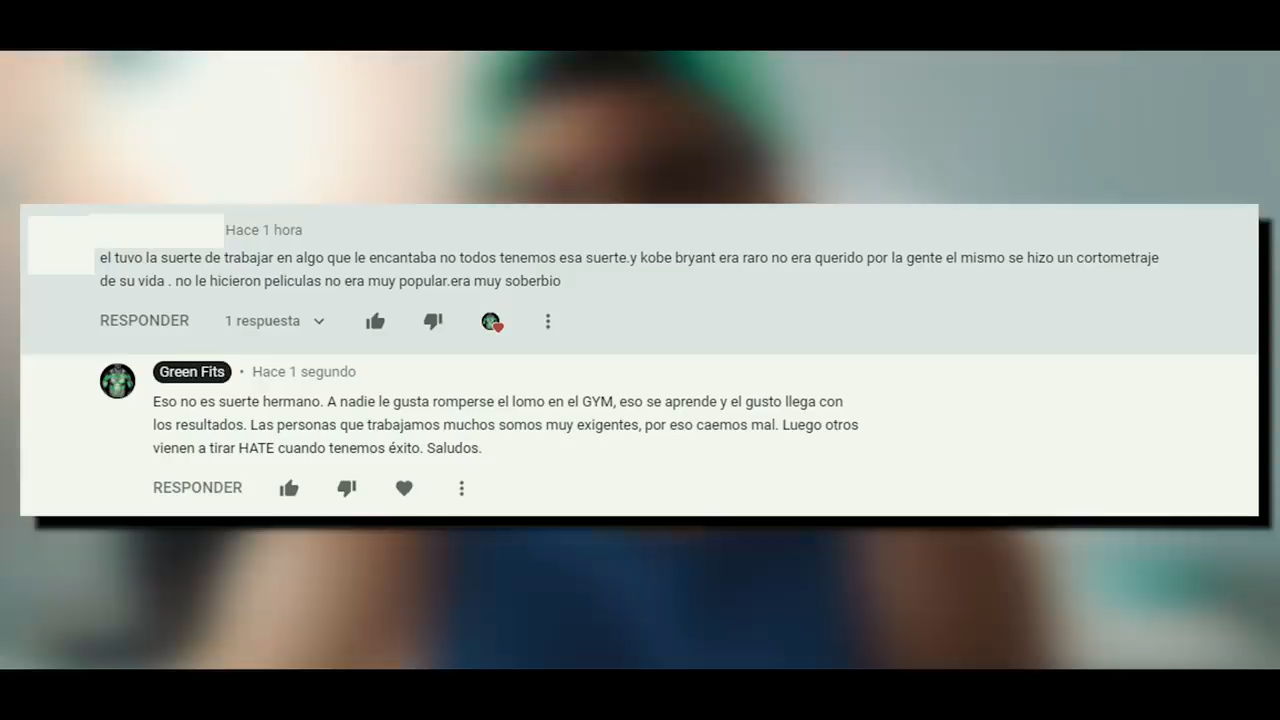 Hace 1 hora
el tuvo la suerte de trabajar en algo que le encantaba no todos tenemos esa suerte.y kobe bryant era raro no era querido por la gente el mismo se hizo un cortometraje
de su vida . no le hicieron peliculas no era muy popular.era muy soberbio
RESPONDER 1 respuesta
Green Fits • Hace 1 segundo
Eso no es suerte hermano. A nadie le gusta romperse el lomo en el GYM, eso se aprende y el gusto llega con
los resultados. Las personas que trabajamos muchos somos muy exigentes, por eso caemos mal. Luego otros
vienen a tirar HATE cuando tenemos éxito. Saludos.
RESPONDER